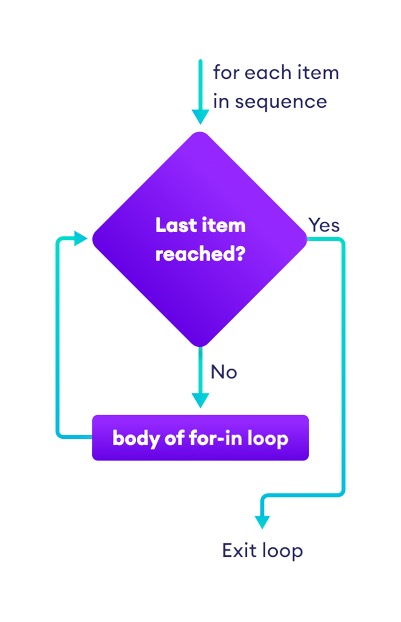 for each item
in sequence
Last item
reached?
Yes
No
body of for-in loop
Exit loop